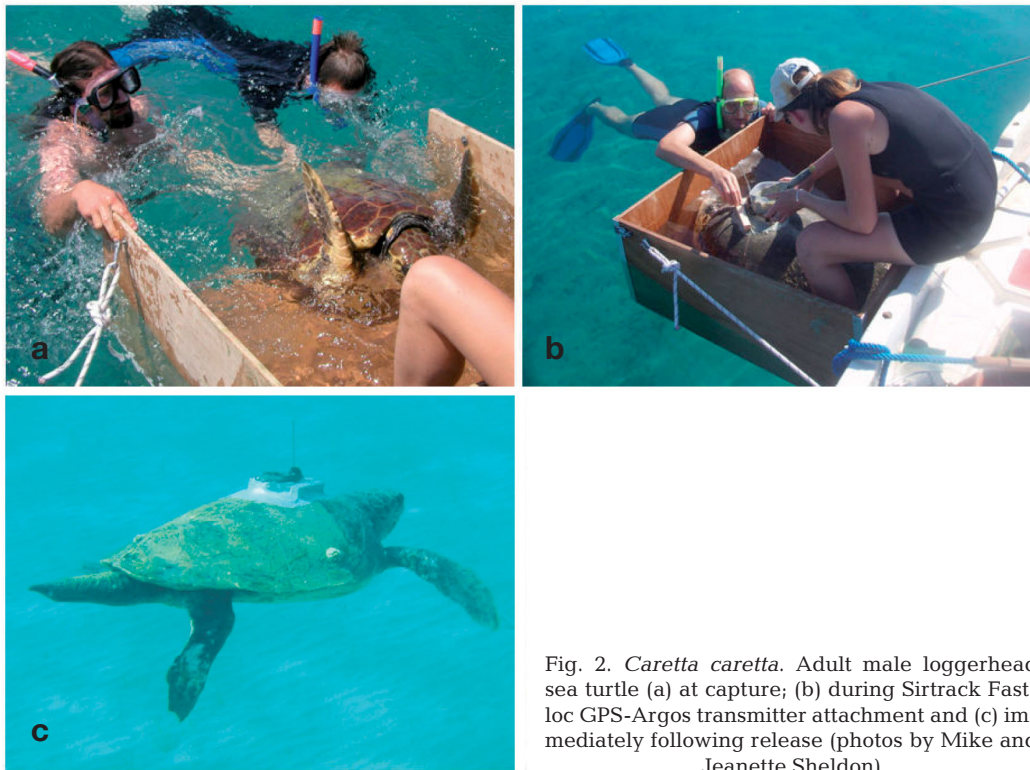 a
b
c
Fig. 2. Caretta caretta. Adult male loggerhead
sea turtle (a) at capture; (b) during Sirtrack Fast
loc GPS-Argos transmitter attachment and (c) im
mediately following release (photos by Mike and
Jeanette Sheldon)